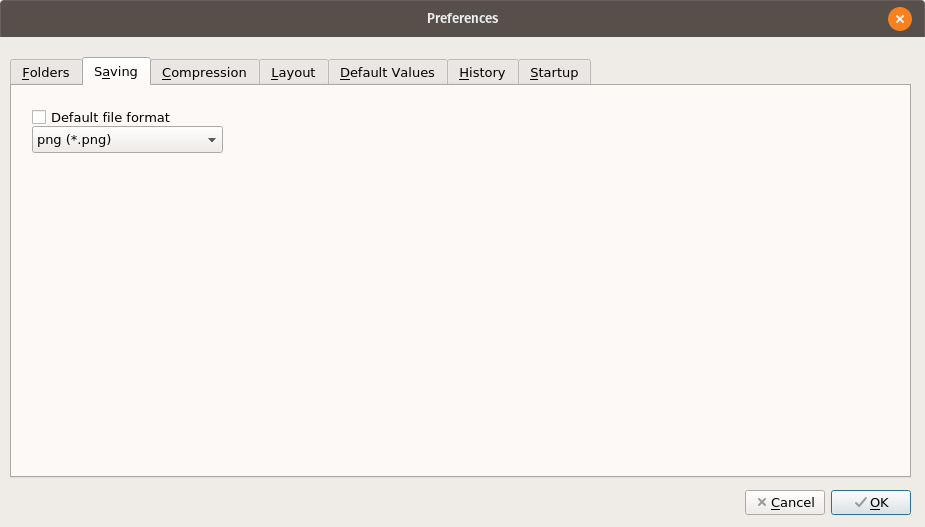 Preferences
Folders Saving Compression Layout Default Values History Startup
Default file format
png (*.png)
Cancel OK